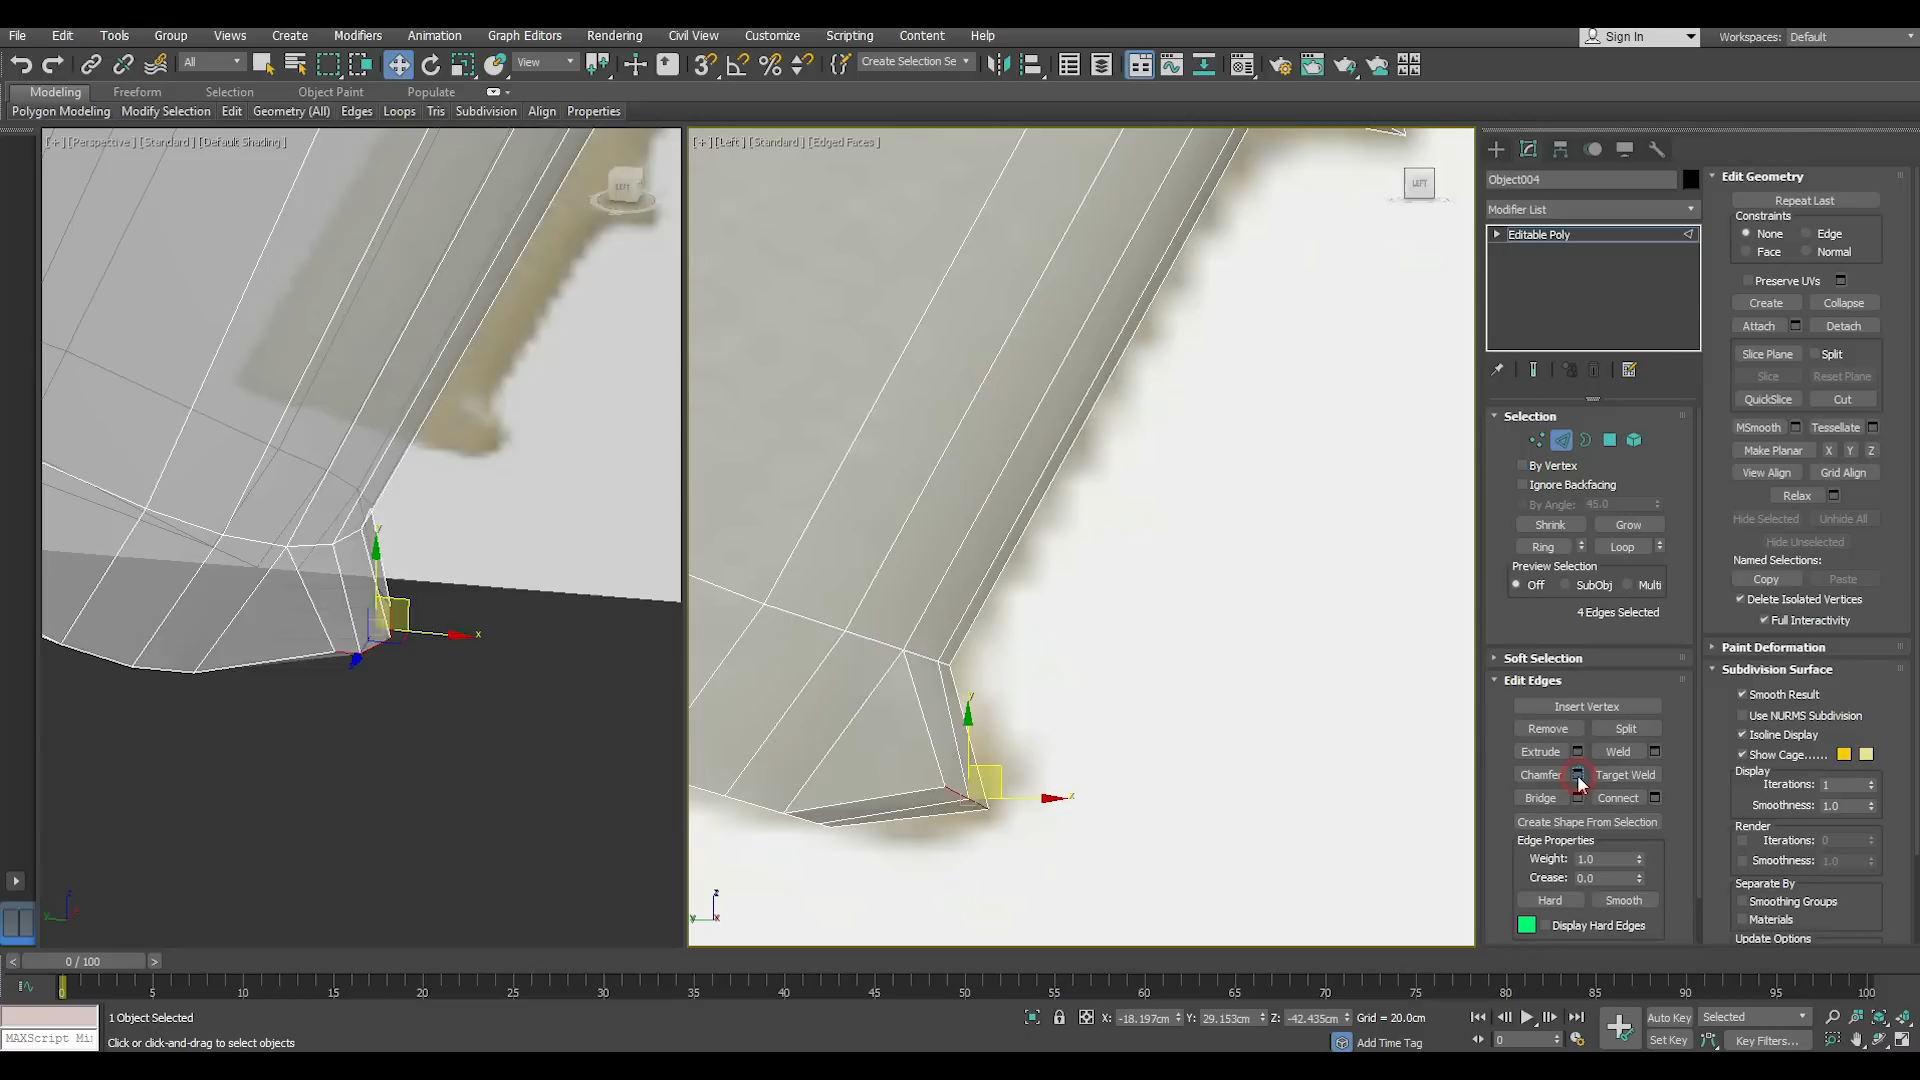 File Edit Tools Group Views Create Modifiers Animation Graph Editors Rendering Civil View Customize Scripting Content Help Sign In Workspaces: Default
All View Create Selection Se
Modeling Freeform Selection Object Paint Populate
Polygon Modeling Modify Selection Edit Geometry (All) Edges Loops Tris Subdivision Align Properties
[+] [Perspective] [Standard] [Default Shading]
[+] [Left] [Standard] [Edged Faces]
LEFT
LEFT
Object004
Modifier List
Editable Poly
Selection
By Vertex
Ignore Backfacing
By Angle: 45.0
Shrink Grow
Ring Loop
Preview Selection
Off SubObj Multi
4 Edges Selected
Soft Selection
Edit Edges
Insert Vertex
Remove Split
Extrude Weld
Chamfer Target Weld
Bridge Connect
Create Shape From Selection
Edge Properties
Weight: 1.0
Crease: 0.0
Hard Smooth
Display Hard Edges
Edit Geometry
Repeat Last
Constraints
None Edge
Face Normal
Preserve UVs
Create Collapse
Attach Detach
Slice Plane Split
Slice Reset Plane
QuickSlice Cut
MSmooth Tessellate
Make Planar X Y Z
View Align Grid Align
Relax
Hide Selected Unhide All
Hide Unselected
Named Selections:
Copy Paste
Delete Isolated Vertices
Full Interactivity
Paint Deformation
Subdivision Surface
Smooth Result
Use NURMS Subdivision
Isoline Display
Show Cage......
Display
Iterations: 1
Smoothness: 1.0
Render
Iterations: 0
Smoothness: 1.0
Separate By
Smoothing Groups
Materials
Update Options
y
x
y
x
z
y
z
y x
< 0 / 100 >
0 5 10 15 20 25 30 35 40 45 50 55 60 65 70 75 80 85 90 95 100
1 Object Selected X: -18.197cm Y: 29.153cm Z: -42.435cm Grid = 20.0cm Auto Key Selected
MAXScript Mi Click or click-and-drag to select objects Add Time Tag 0 Set Key Key Filters...